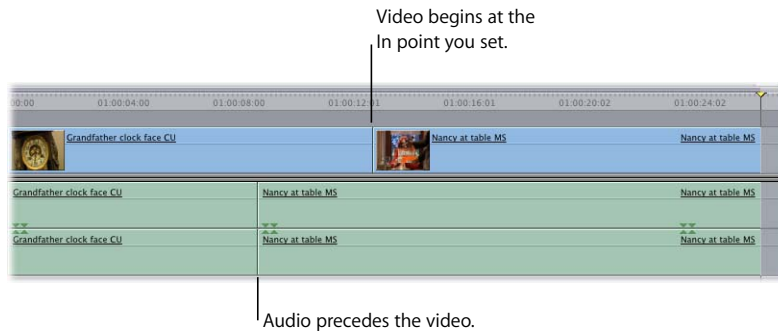 Video begins at the
In point you set.
00:00 01:00:04:00 01:00:08:00 01:00:12:01 01:00:16:01 01:00:20:02 01:00:24:02
Grandfather clock face CU Nancy at table MS Nancy at table MS
Grandfather clock face CU Nancy at table MS Nancy at table MS
Grandfather clock face CU Nancy at table MS Nancy at table MS
Audio precedes the video.